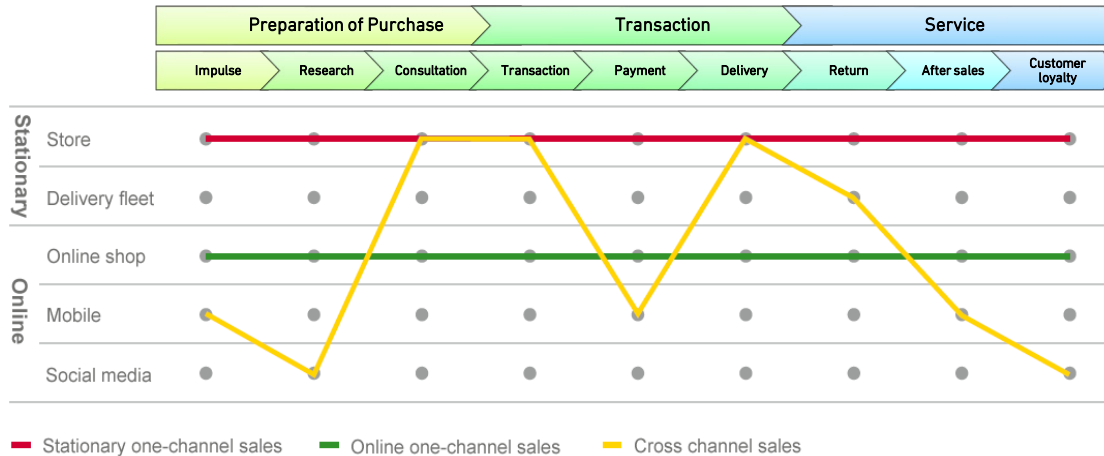 Preparation of Purchase
Transaction
Service
Impulse
Research
Consultation
Transaction
Payment
Delivery
Return
After sales
Customer
loyalty
Stationary
Store
Delivery fleet
Online
Online shop
Mobile
Social media
Stationary one-channel sales
Online one-channel sales
Cross channel sales